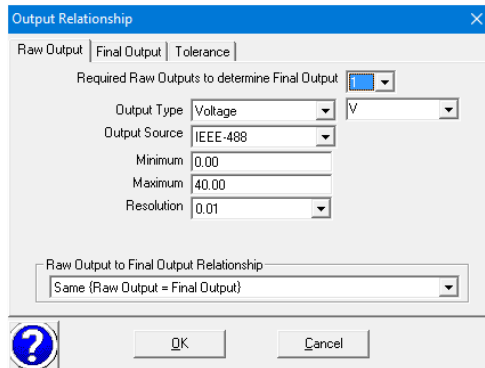 Output Relationship
Raw Output Final Output Tolerance
Required Raw Outputs to determine Final Output 1
Output Type Voltage V
Output Source IEEE-488
Minimum 0.00
Maximum 40.00
Resolution 0.01
Raw Output to Final Output Relationship
Same {Raw Output = Final Output}
? OK Cancel